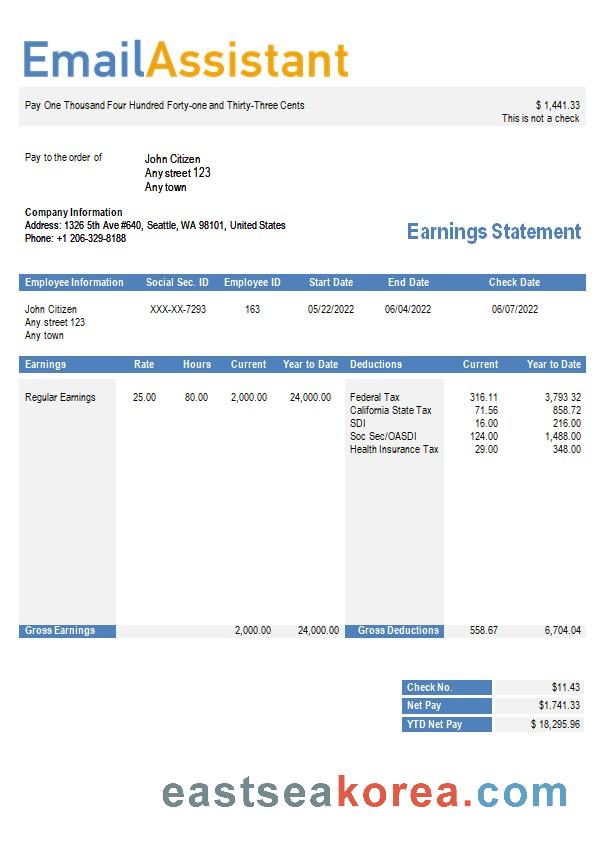 EmailAssistant
Pay One Thousand Four Hundred Forty-one and Thirty-Three Cents $ 1,441.33
This is not a check
Pay to the order of John Citizen
Any street 123
Any town
Company Information
Address: 1326 5th Ave #640, Seattle, WA 98101, United States
Phone: +1 206-329-8188
Earnings Statement
Employee Information Social Sec. ID Employee ID Start Date End Date Check Date
John Citizen XXX-XX-7293 163 05/22/2022 06/04/2022 06/07/2022
Any street 123
Any town
Earnings Rate Hours Current Year to Date Deductions Current Year to Date
Regular Earnings 25.00 80.00 2,000.00 24,000.00 Federal Tax 316.11 3,793 32
California State Tax 71.56 858.72
SDI 16.00 216.00
Soc Sec/OASDI 124.00 1,488.00
Health Insurance Tax 29.00 348.00
Gross Earnings 2,000.00 24,000.00 Gross Deductions 558.67 6,704.04
Check No. $11.43
Net Pay $1.741.33
YTD Net Pay $ 18,295.96
eastseakorea.com